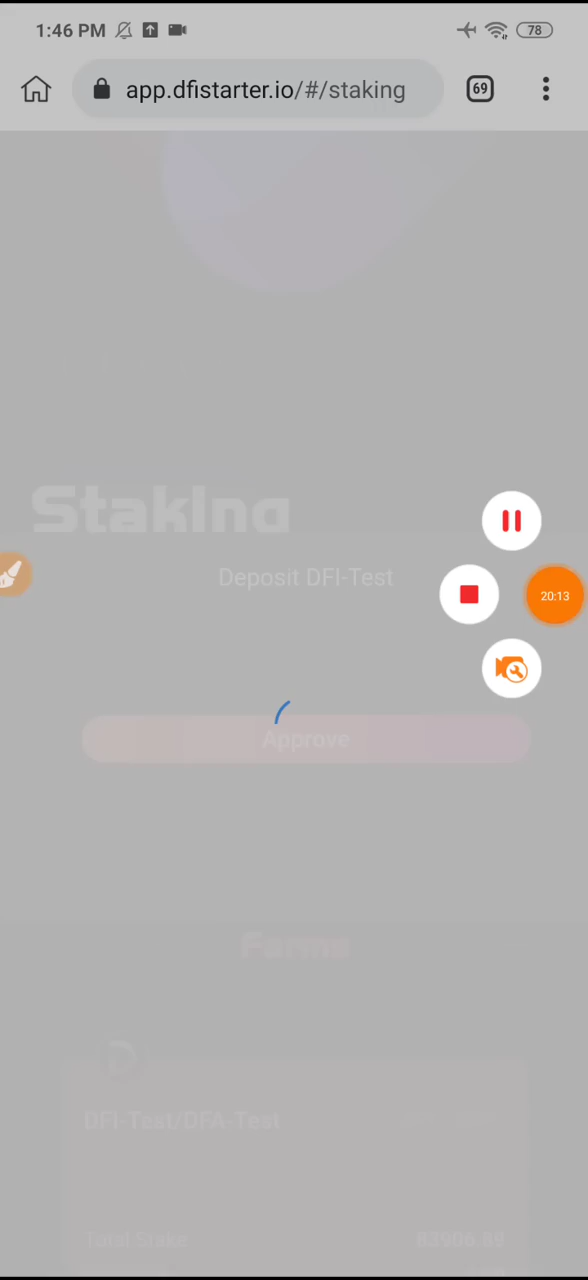 1:46 PM
78
app.dfistarter.io/#/staking
69
Staking
Deposit DFI-Test
20:13
Approve
Farms
DFI-Test/DFA-Test
Total Stake